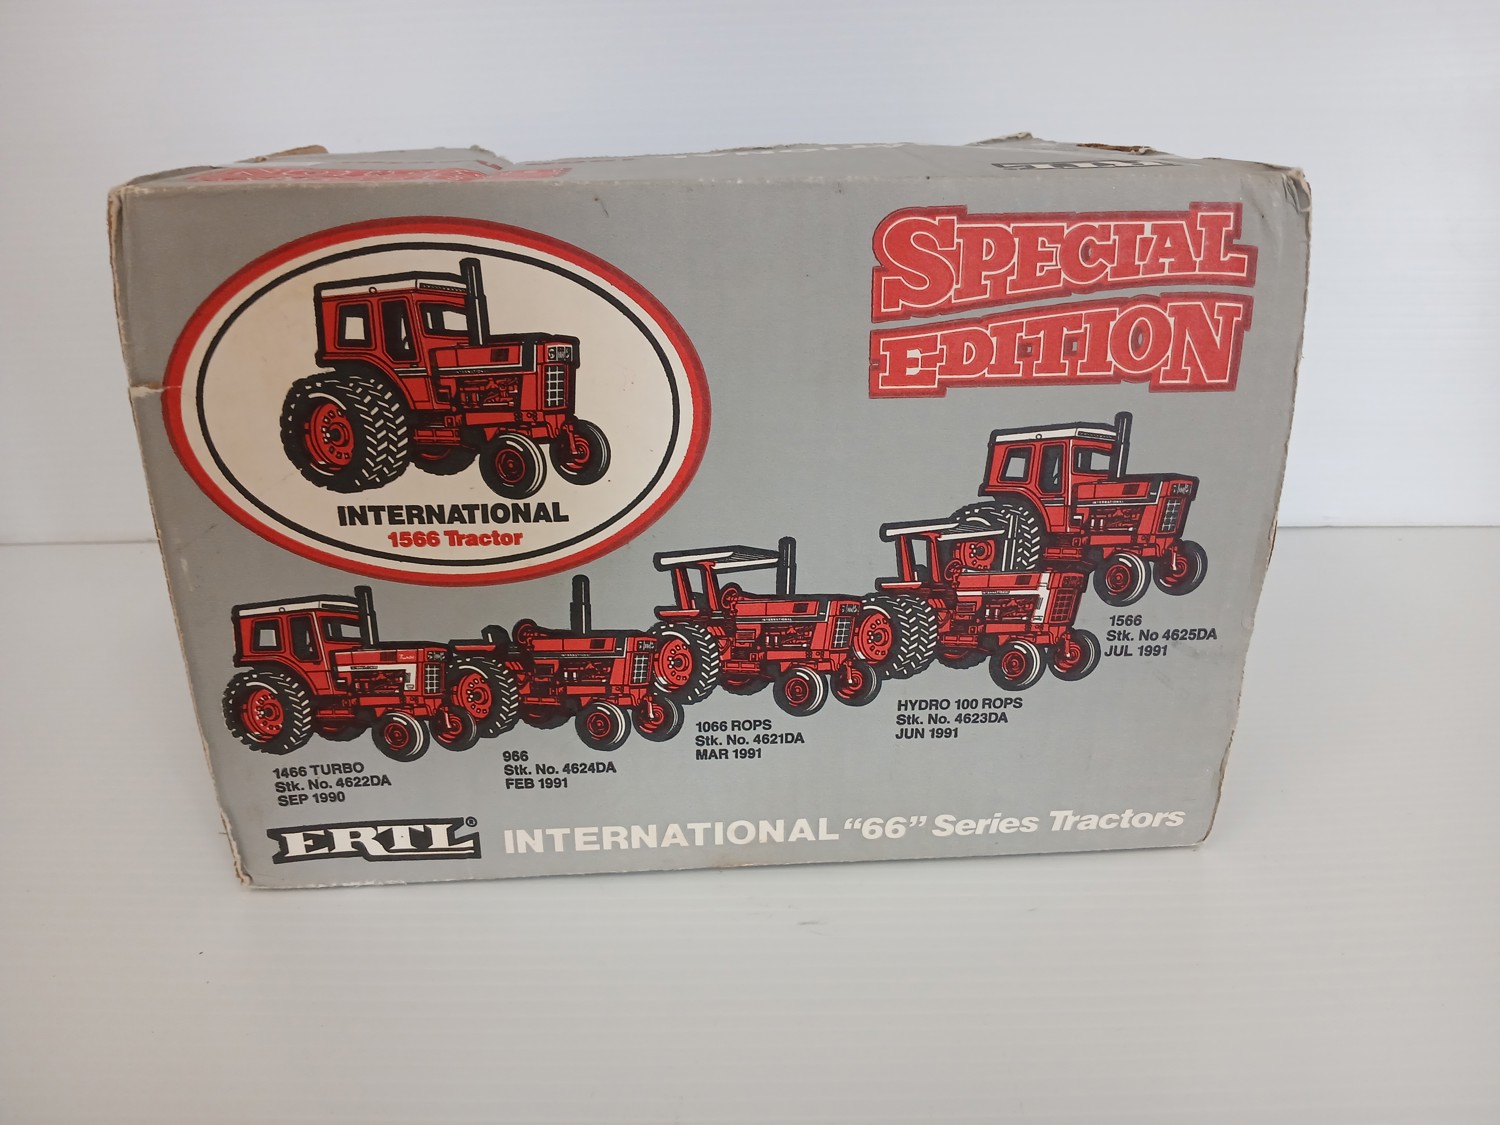 SPECIAL
EDITION
INTERNATIONAL
1566 Tractor
1566
Stk. No 4625DA
JUL 1991
HYDRO 100 ROPS
Stk. No. 4623DA
JUN 1991
1066 ROPS
Stk. No. 4621DA
MAR 1991
966
Stk. No. 4624DA
FEB 1991
1466 TURBO
Stk. No. 4622DA
SEP 1990
ERTL®
INTERNATIONAL "66" Series Tractors